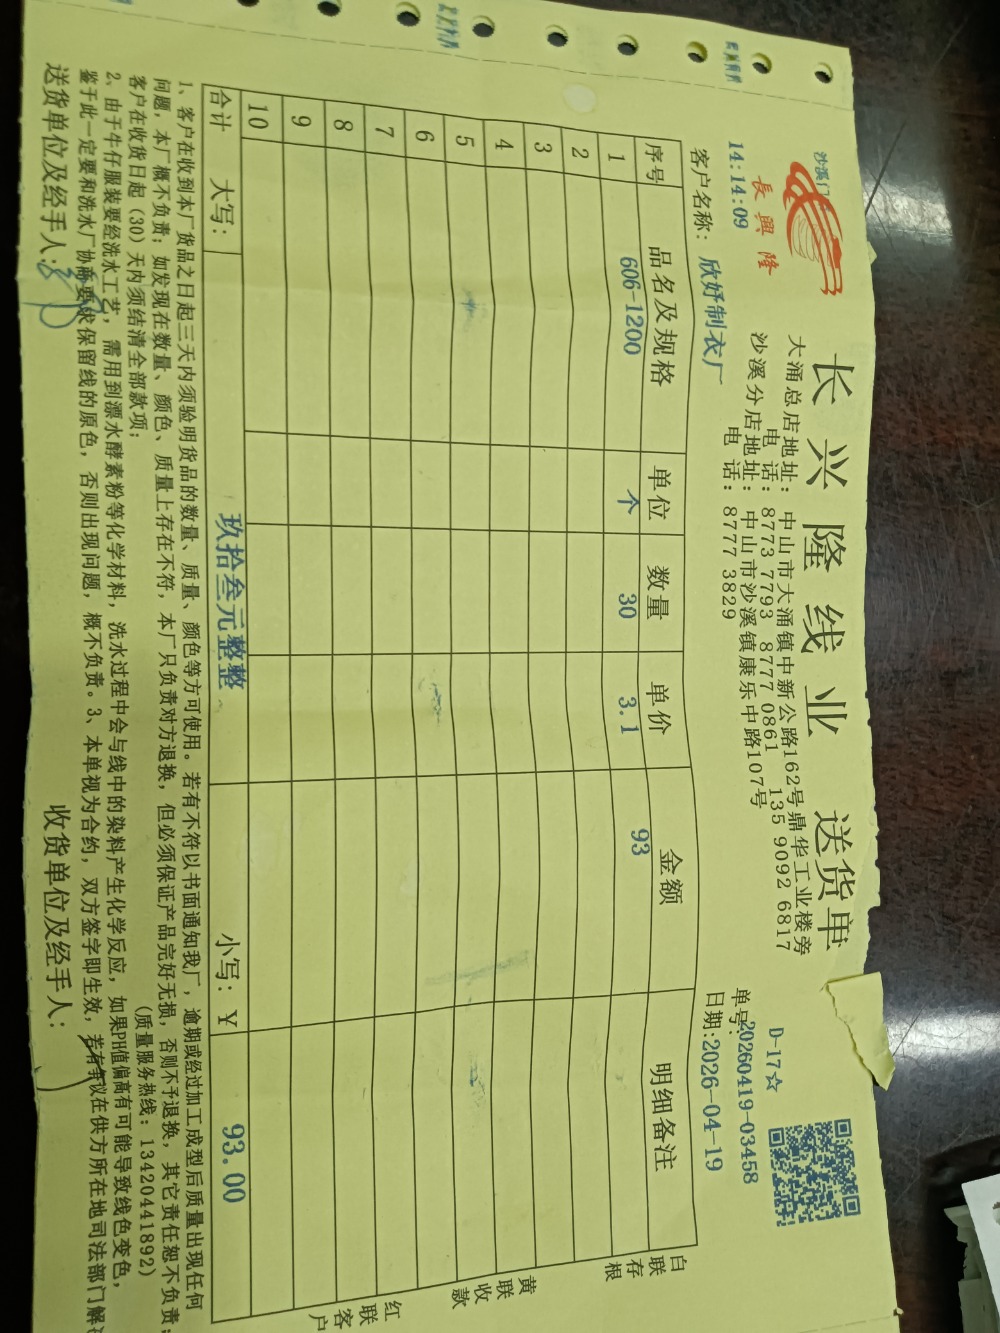 沙溪门
長興隆
长兴隆线业 送货单
大涌总店地址：中山市大涌镇中新公路162号鼎华工业楼旁
电 话：8773 7793 8777 0861 135 9092 6817
沙溪分店地址：中山市沙溪镇康乐中路107号
电 话：8777 3829
D-17☆
14:14:09
单号：20260419-03458
客户名称：欣妤制衣厂
日期：2026-04-19
序号 品名及规格 单位 数量 单价 金额 明细备注
1 606-1200 个 30 3.1 93
2
3
4
5
6
7
8
9
10
合计 大写： 玖拾叁元整整 小写：￥ 93.00
白联存根
黄联收款
红联客户
1、客户在收到本厂货品之日起三天内须验明货品的数量、质量、颜色等方可使用。若有不符以书面通知我厂，逾期或经过加工成型后质量出现任何
问题，本厂概不负责；如发现在数量、颜色、质量上存在不符，本厂只负责对方退换，但必须保证产品完好无损，否则不予退换，其它责任恕不负责；
客户在收货日起（30）天内须结清全部款项；
(质量服务热线：13420441892)
2、由于牛仔服装要经洗水工艺，需用到漂水酵素粉等化学材料，洗水过程中会与线中的染料产生化学反应，如果PH值偏高有可能导致线色变色，
鉴于此一定要和洗水厂协商要求保留线的原色，否则出现问题，概不负责。3、本单视为合约，双方签字即生效，若有争议在供方所在地司法部门解
送货单位及经手人： 收货单位及经手人：